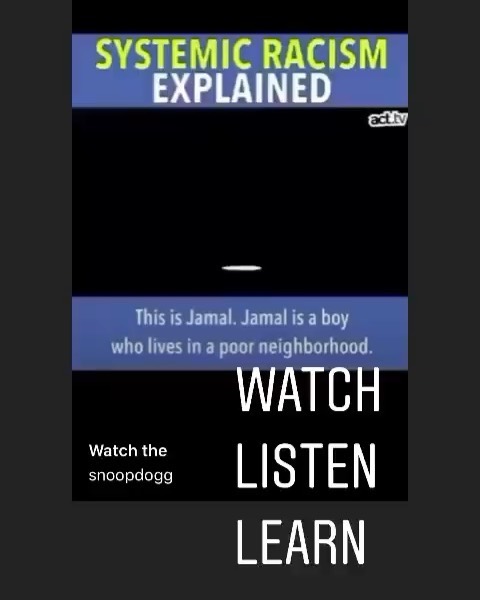 SYSTEMIC RACISM
EXPLAINED
act.tv
This is Jamal. Jamal is a boy
who lives in a poor neighborhood.
WATCH
Watch the
snoopdogg
LISTEN
LEARN